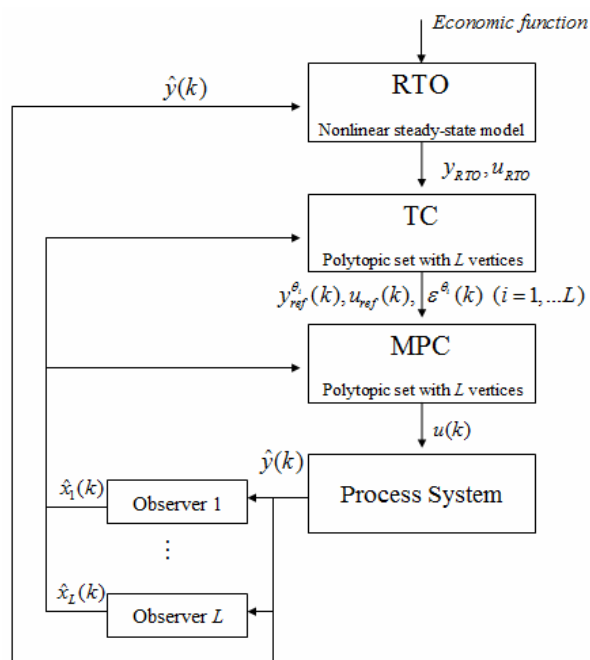 Economic function
ŷ(k)
RTO
Nonlinear steady-state model
y_RTO, u_RTO
TC
Polytopic set with L vertices
y_ref^θ_i(k), u_ref(k), ε^θ_i(k) (i = 1, ...L)
MPC
Polytopic set with L vertices
u(k)
ŷ(k)
Process System
x̂_1(k)
Observer 1
⋮
x̂_L(k)
Observer L